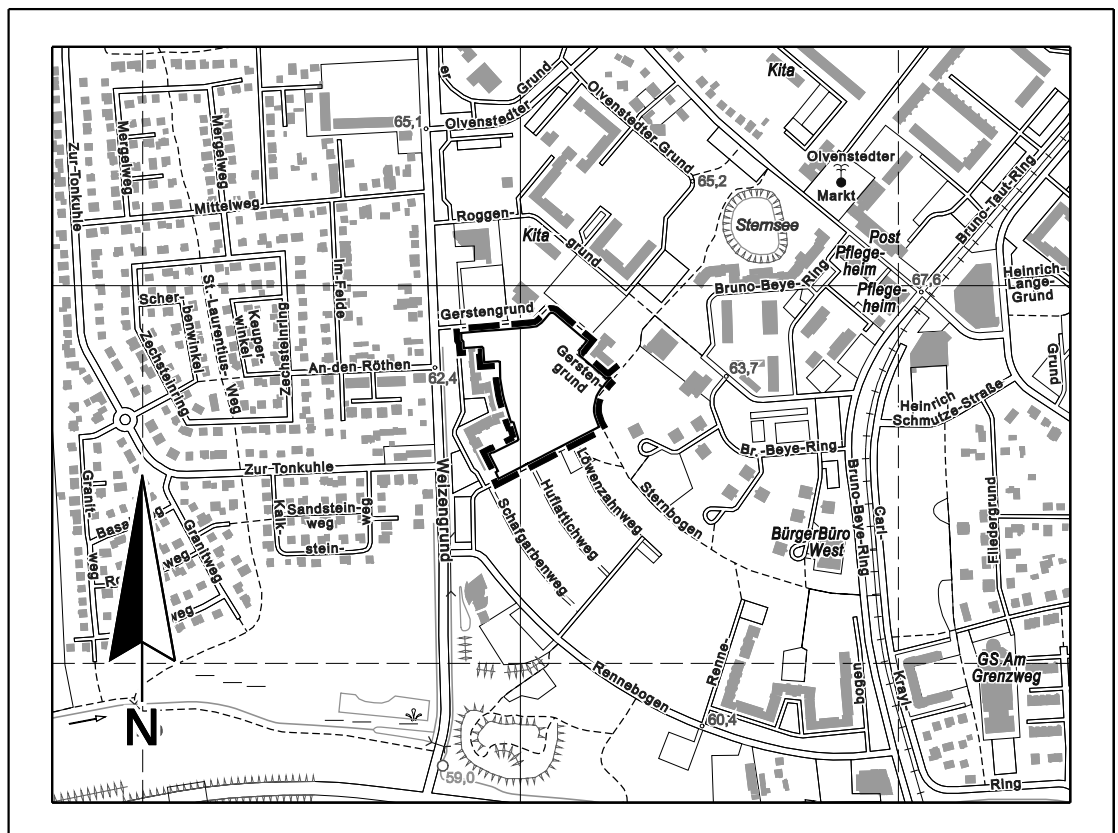 Kita
er
Grund
Olvenstedter
65,1
Olvenstedter-Grund
65,2
Olvenstedter
Markt
Bruno-Taut-Ring
Zur-Tonkuhle
Mergelweg
Mergelweg
Mittelweg
Roggen-
grund
Kita
Sternsee
Post
Pflege-
heim
Pflege-
heim
Bruno-Beye-Ring
67,6
Heinrich-
Lange-
Grund
Grund
Im-Felde
St.-Laurentius-
Weg
Scher-
benwinkel
Keuper-
winkel
Zechsteinring
Zechsteinring
An-den-Röthen
62,4
Gerstengrund
Gersten-
grund
63,7
Heinrich
Schmutze-Straße
Br.-Beye-Ring
Zur-Tonkuhle
Weizengrund
Löwenzahnweg
Huflattichweg
Schafgarbenweg
Sternbogen
BürgerBüro
West
Bruno-Beye-Ring
Carl-
Krayl-
Ring
Fliedergrund
Granit-
weg
Granitweg
weg
weg
Kalk
stein-
weg
Sandstein-
weg
Rennebogen
Renne-
bogen
60,4
GS Am
Grenzweg
59,0
N